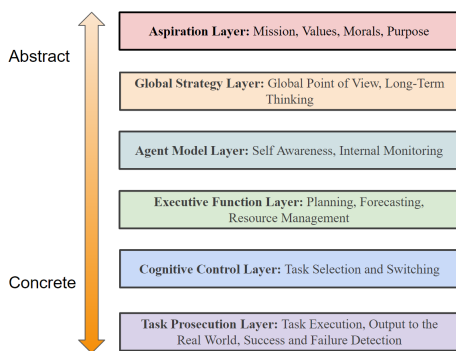 Aspiration Layer: Mission, Values, Morals, Purpose
Abstract
Global Strategy Layer: Global Point of View, Long-Term
Thinking
Agent Model Layer: Self Awareness, Internal Monitoring
Executive Function Layer: Planning, Forecasting,
Resource Management
Cognitive Control Layer: Task Selection and Switching
Concrete
Task Prosecution Layer: Task Execution, Output to the
Real World, Success and Failure Detection